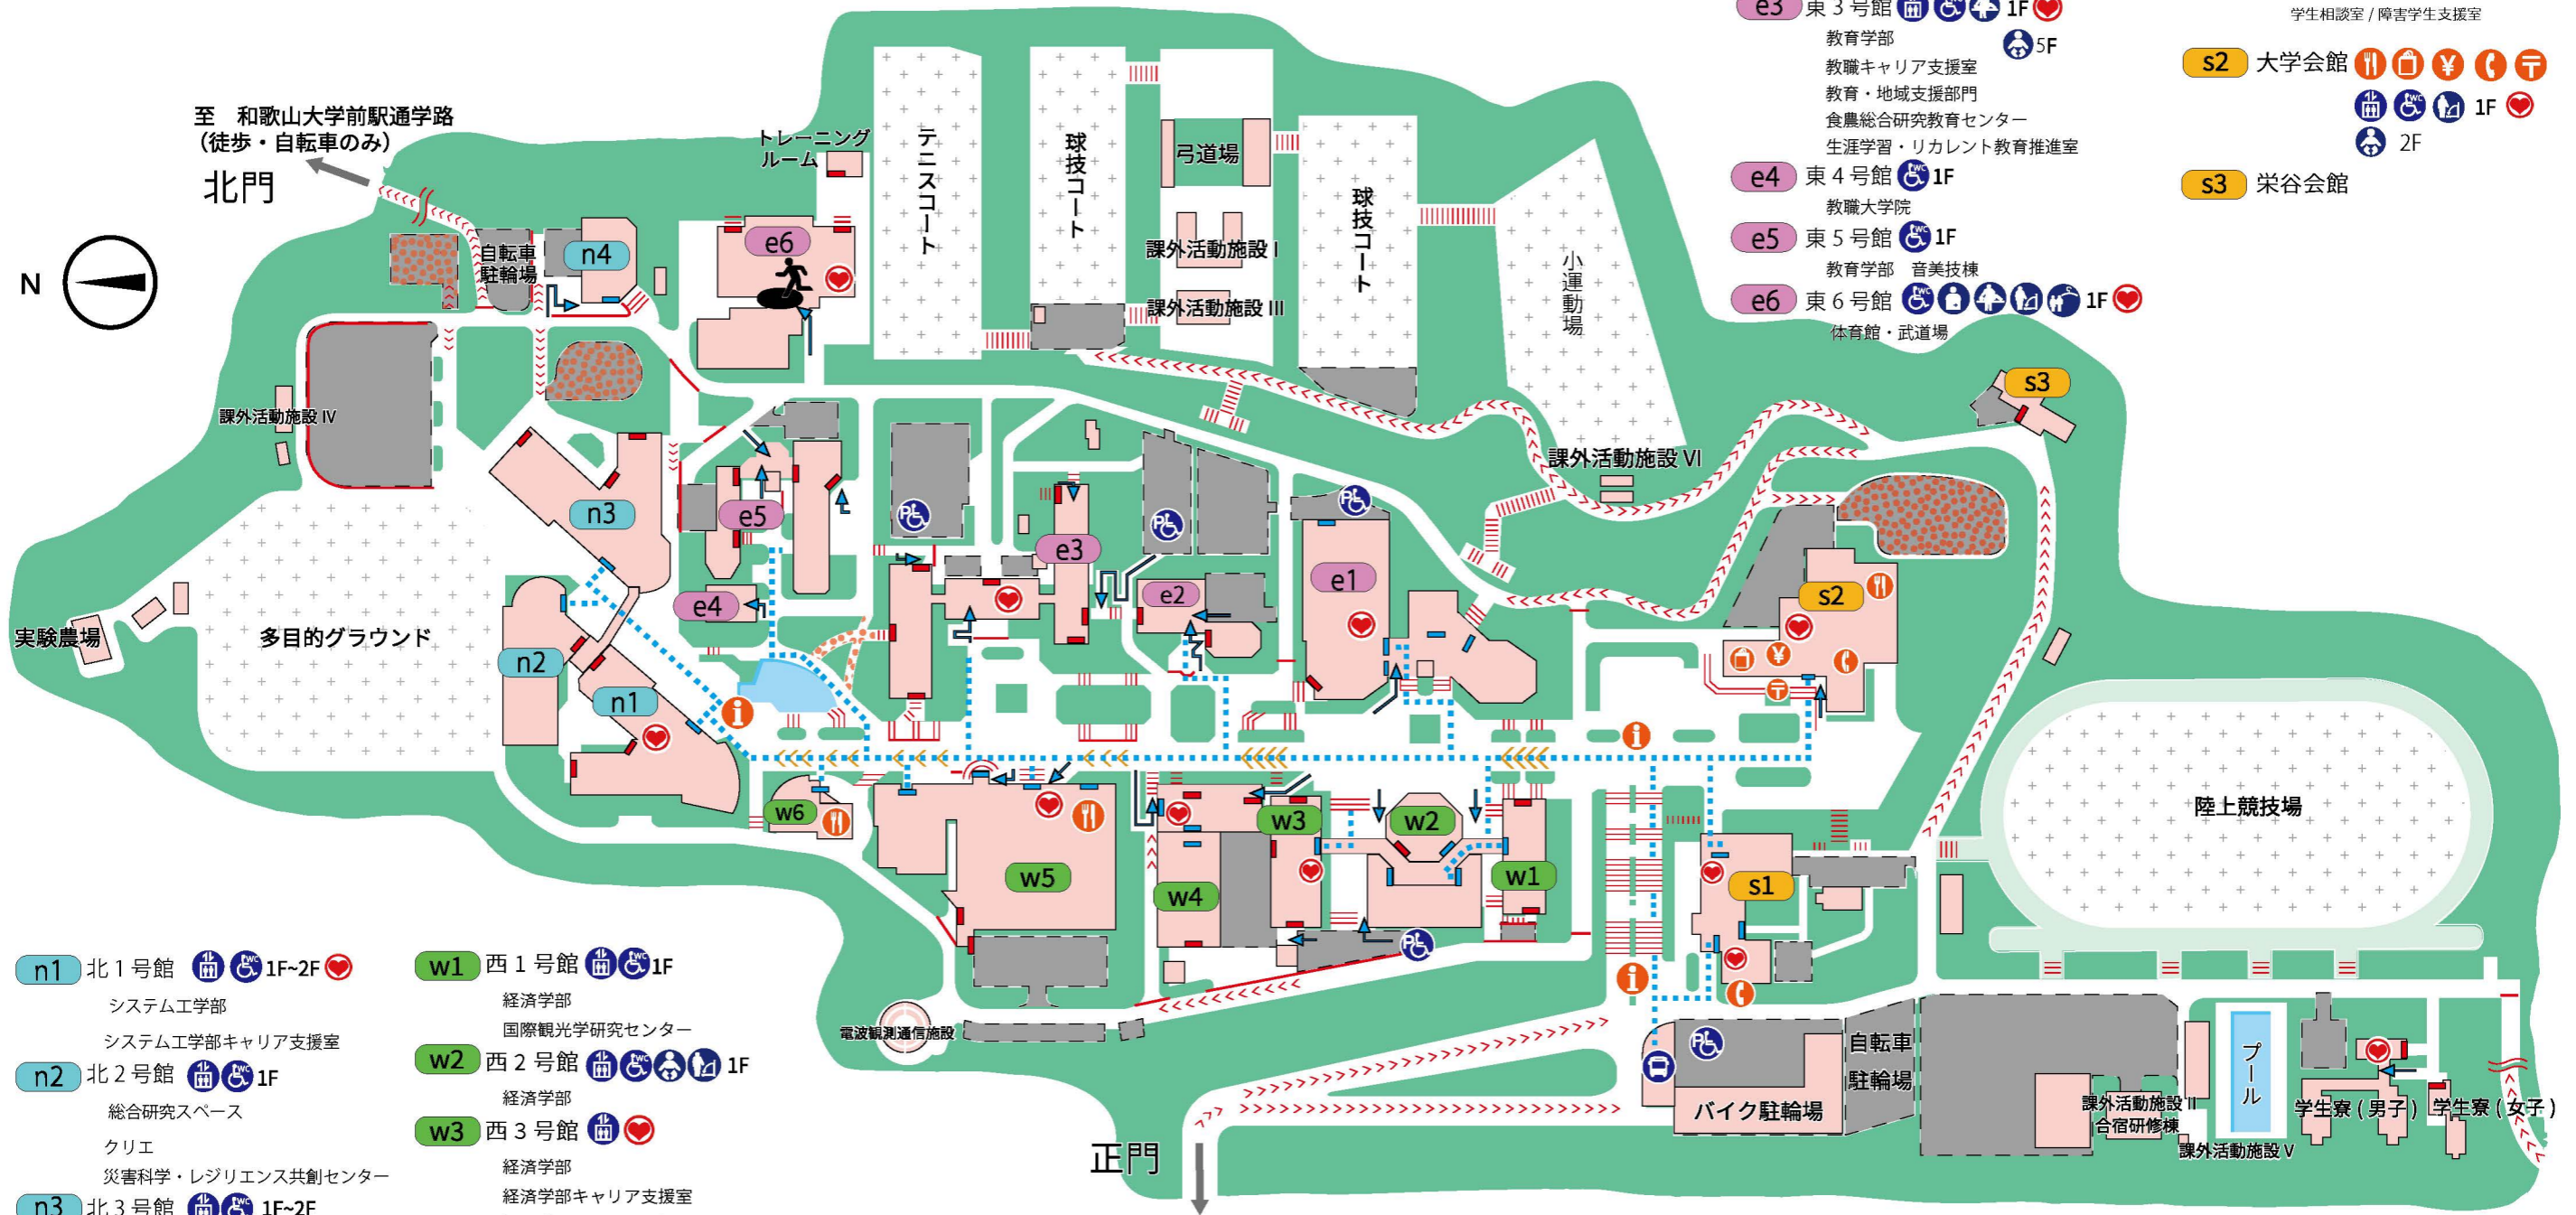 至 和歌山大学前駅通学路
（徒歩・自転車のみ）
北門
N
自転車
駐輪場
n4
トレーニング
ルーム
e6
テニスコート
球技コート
弓道場
課外活動施設 I
課外活動施設 III
球技コート
小運動場
e3 東3号館 1F
教育学部 5F
教職キャリア支援室
教育・地域支援部門
食農総合研究教育センター
生涯学習・リカレント教育推進室
e4 東4号館 WC 1F
教職大学院
e5 東5号館 WC 1F
教育学部 音美技棟
e6 東6号館 WC 1F
体育館・武道場
学生相談室 / 障害学生支援室
s2 大学会館 ¥ 〒
WC 1F
2F
s3 栄谷会館
s3
課外活動施設 IV
課外活動施設 VI
n3
e5
P
e3
P
P
e4
e2
e1
s2
実験農場
多目的グラウンド
n2
n1
i
i
¥
〒
w6
w5
w4
w3
w2
w1
s1
陸上競技場
P
i
電波観測通信施設
P
自転車
駐輪場
バイク駐輪場
課外活動施設 II
合宿研修棟
プール
課外活動施設 V
学生寮 ( 男子 )
学生寮 ( 女子 )
正門
n1 北1号館 WC 1F~2F
システム工学部
システム工学部キャリア支援室
n2 北2号館 WC 1F
総合研究スペース
クリエ
災害科学・レジリエンス共創センター
n3 北3号館 WC 1F~2F
w1 西1号館 WC 1F
経済学部
国際観光学研究センター
w2 西2号館 WC 1F
経済学部
w3 西3号館
経済学部
経済学部キャリア支援室